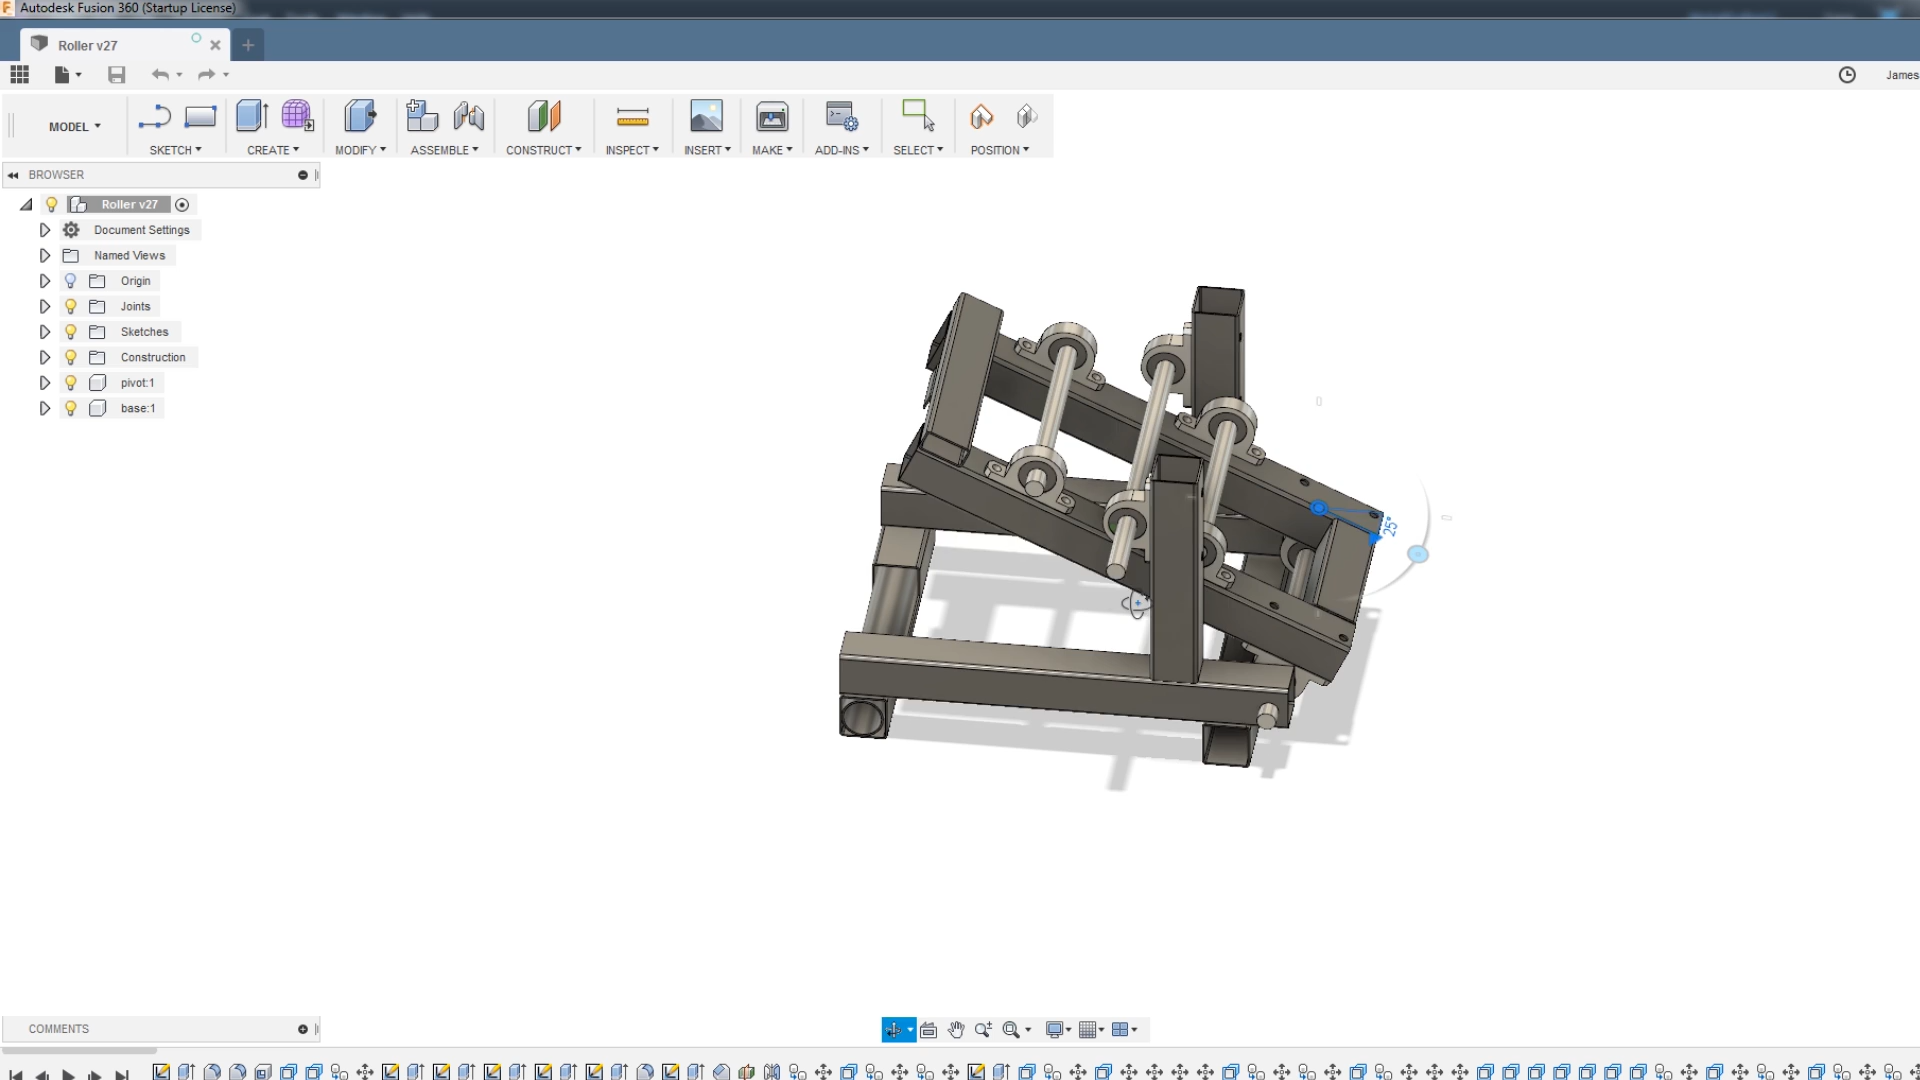 Autodesk Fusion 360 (Startup License)
Roller v27
James
MODEL
SKETCH
CREATE
MODIFY
ASSEMBLE
CONSTRUCT
INSPECT
INSERT
MAKE
ADD-INS
SELECT
POSITION
BROWSER
Roller v27
Document Settings
Named Views
Origin
Joints
Sketches
Construction
pivot:1
base:1
25°
COMMENTS